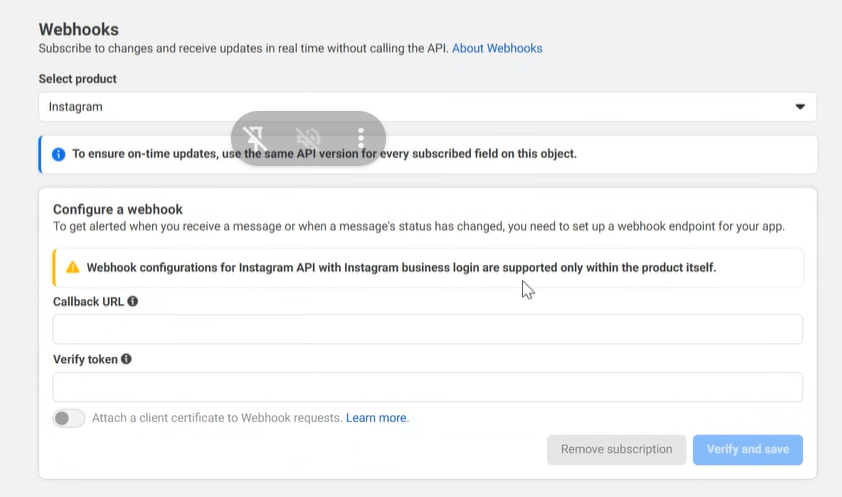 Webhooks
Subscribe to changes and receive updates in real time without calling the API. About Webhooks
Select product
Instagram
To ensure on-time updates, use the same API version for every subscribed field on this object.
Configure a webhook
To get alerted when you receive a message or when a message's status has changed, you need to set up a webhook endpoint for your app.
Webhook configurations for Instagram API with Instagram business login are supported only within the product itself.
Callback URL
Verify token
Attach a client certificate to Webhook requests. Learn more.
Remove subscription Verify and save